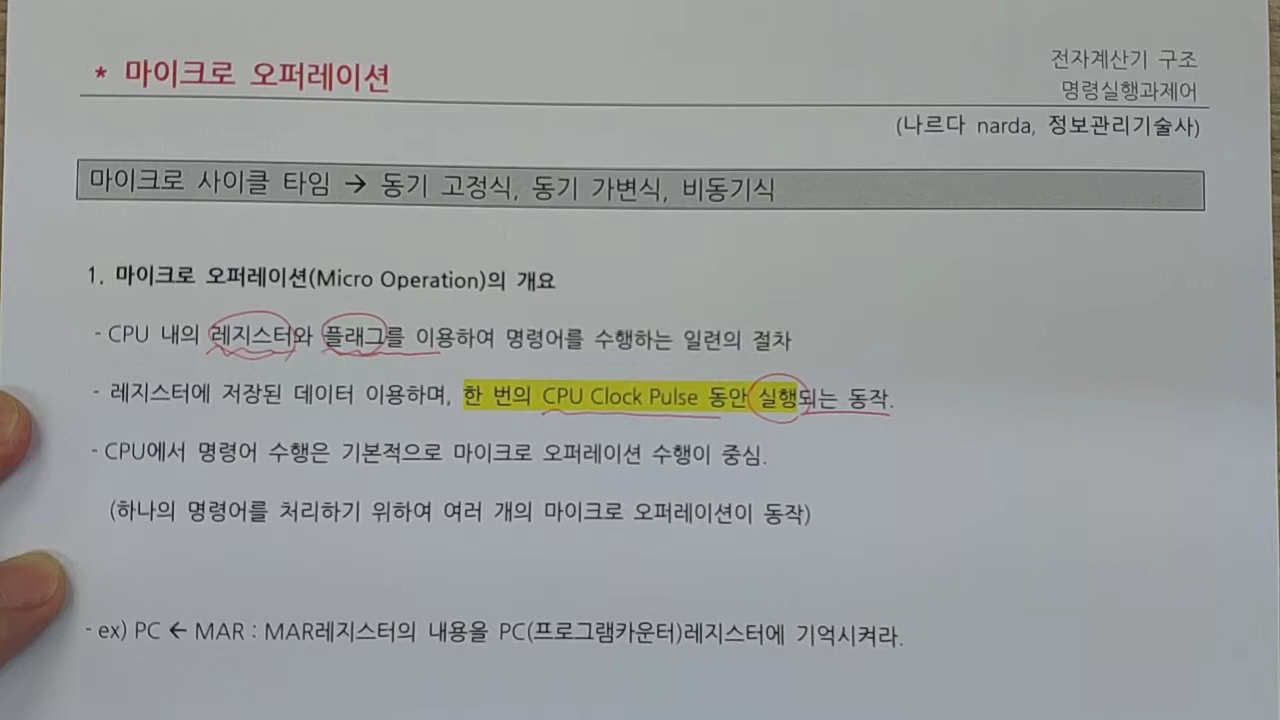 * 마이크로 오퍼레이션
전자계산기 구조
명령실행과제어
(나르다 narda, 정보관리기술사)
마이크로 사이클 타임 → 동기 고정식, 동기 가변식, 비동기식
1. 마이크로 오퍼레이션(Micro Operation)의 개요
- CPU 내의 레지스터와 플래그를 이용하여 명령어를 수행하는 일련의 절차
- 레지스터에 저장된 데이터 이용하며, 한 번의 CPU Clock Pulse 동안 실행되는 동작.
- CPU에서 명령어 수행은 기본적으로 마이크로 오퍼레이션 수행이 중심.
(하나의 명령어를 처리하기 위하여 여러 개의 마이크로 오퍼레이션이 동작)
- ex) PC ← MAR : MAR레지스터의 내용을 PC(프로그램카운터)레지스터에 기억시켜라.